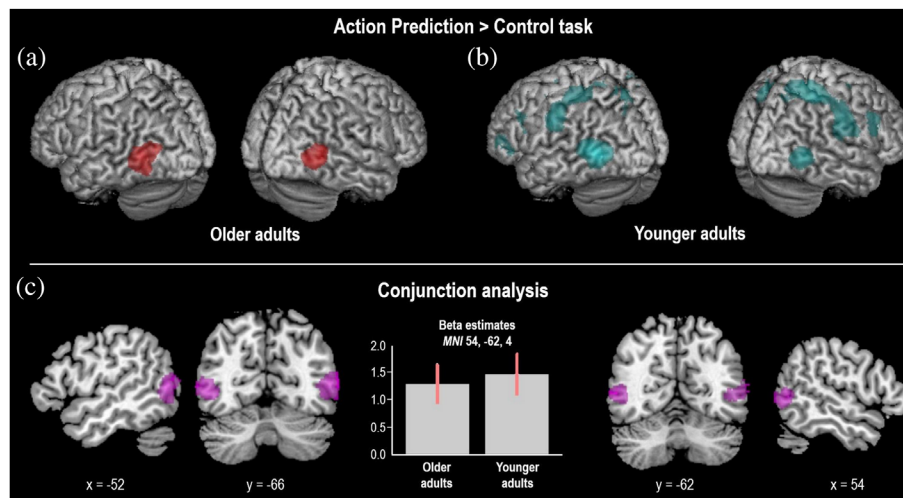 Action Prediction > Control task
(a)
(b)
Older adults
Younger adults
(c)
Conjunction analysis
Beta estimates
MNI 54, -62, 4
2.0
1.5
1.0
0.5
0.0
Older
adults
Younger
adults
x = -52
y = -66
y = -62
x = 54